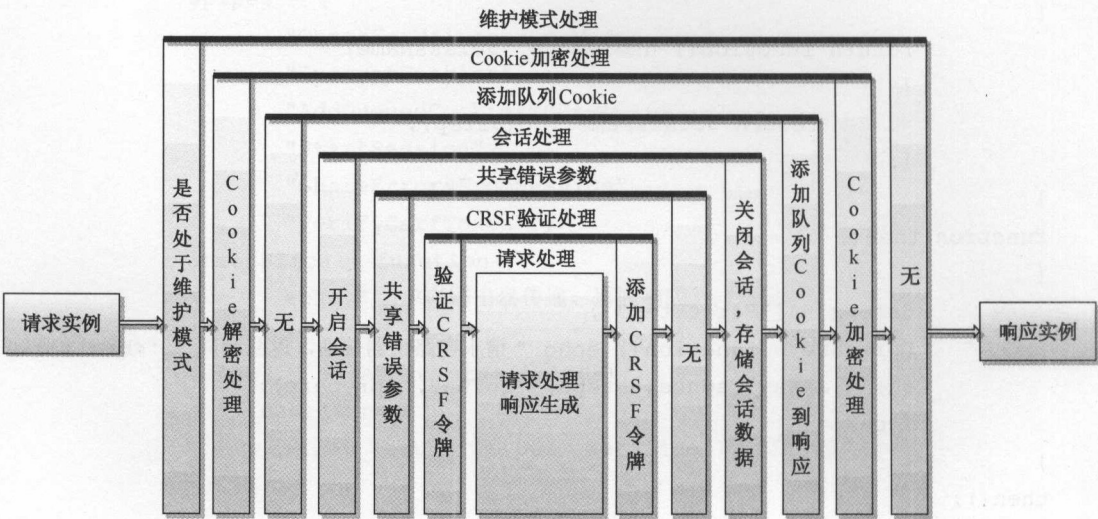 维护模式处理
Cookie加密处理
添加队列Cookie
会话处理
共享错误参数
CRSF验证处理
请求处理
请求实例
是否处于维护模式
Cookie解密处理
无
开启会话
共享错误参数
验证CRSF令牌
请求处理
响应生成
添加CRSF令牌
无
关闭会话,存储会话数据
添加队列Cookie到响应
Cookie加密处理
无
响应实例